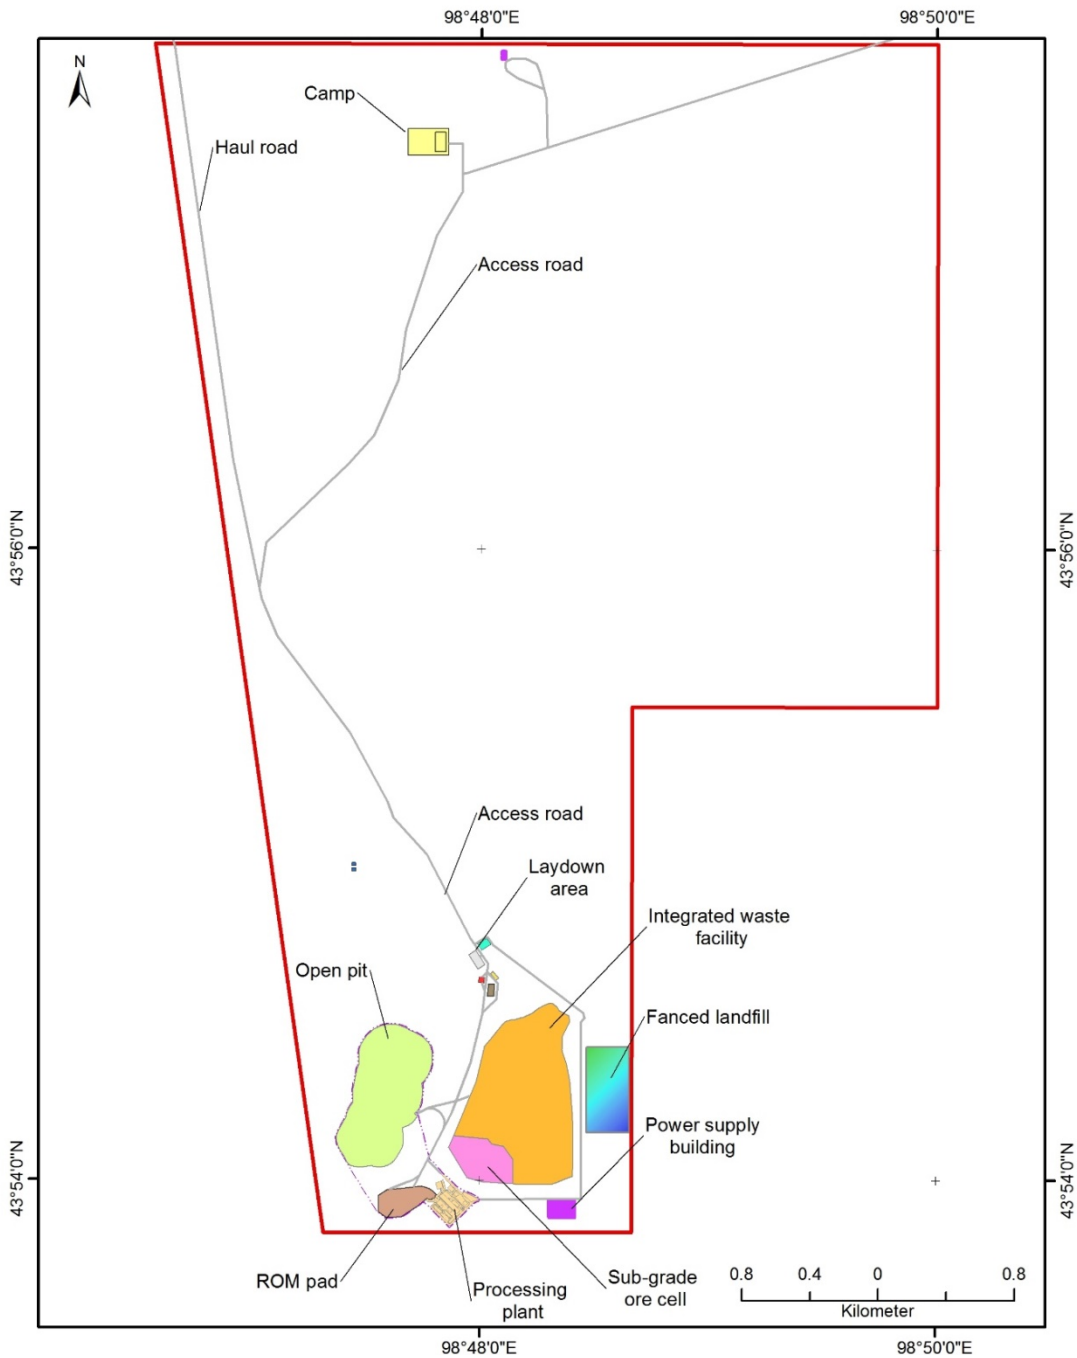 98°48'0"E
98°50'0"E
N
Camp
Haul road
Access road
43°56'0"N
43°56'0"N
Access road
Laydown
area
Integrated waste
facility
Open pit
Fanced landfill
Power supply
building
43°54'0"N
43°54'0"N
ROM pad
Processing
plant
Sub-grade
ore cell
0.8 0.4 0 0.8
Kilometer
98°48'0"E
98°50'0"E